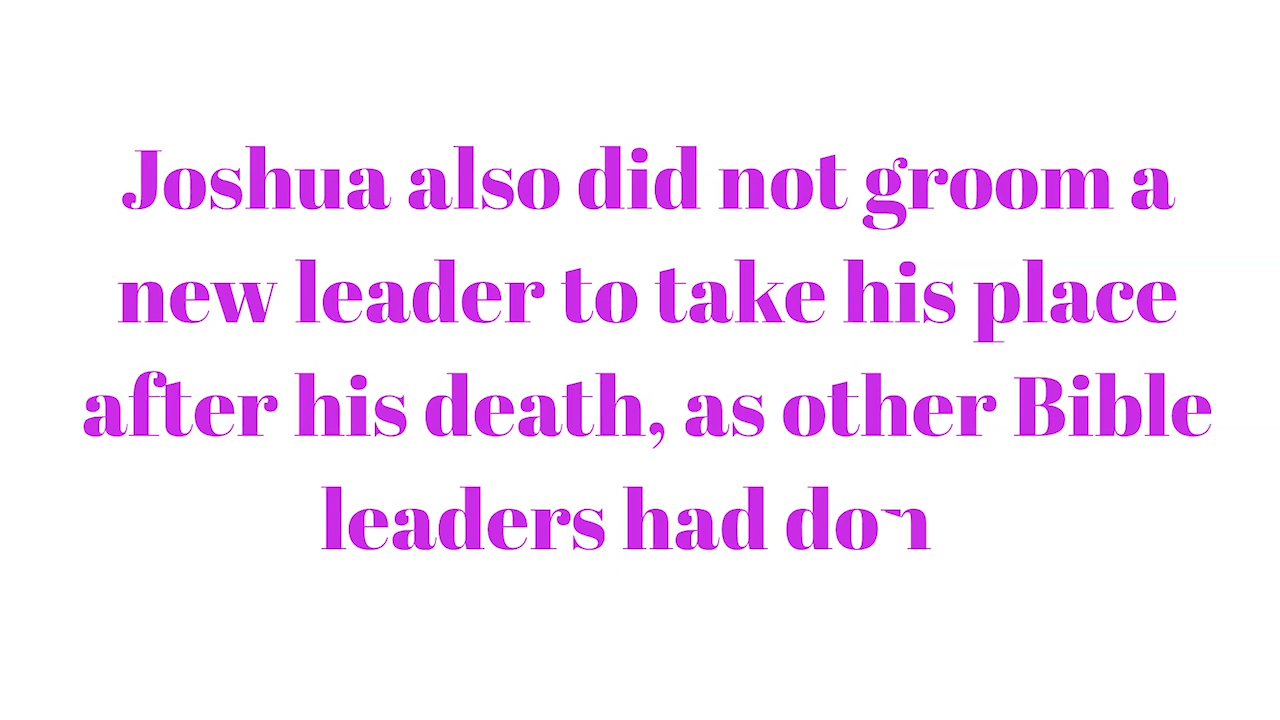 Joshua also did not groom a
new leader to take his place
after his death, as other Bible
leaders had don